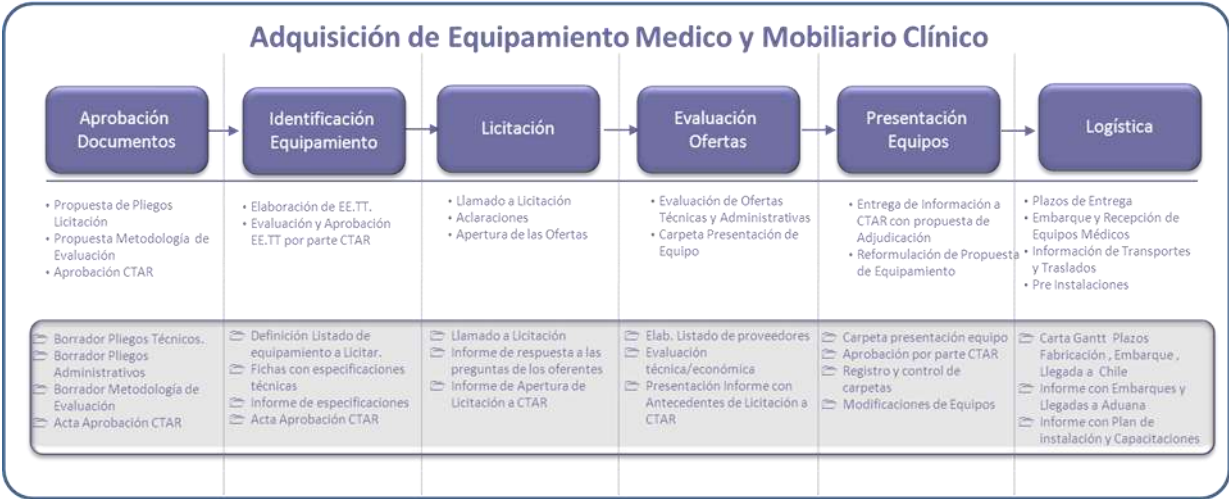 Adquisición de Equipamiento Medico y Mobiliario Clínico
Aprobación
Documentos
Identificación
Equipamiento
Licitación
Evaluación
Ofertas
Presentación
Equipos
Logística
• Propuesta de Pliegos
Licitación
• Propuesta Metodología de
Evaluación
• Aprobación CTAR
• Elaboración de EE.TT.
• Evaluación y Aprobación
EE.TT por parte CTAR
• Llamado a Licitación
• Aclaraciones
• Apertura de las Ofertas
• Evaluación de Ofertas
Técnicas y Administrativas
• Carpeta Presentación de
Equipo
• Entrega de Información a
CTAR con propuesta de
Adjudicación
• Reformulación de Propuesta
de Equipamiento
• Plazos de Entrega
• Embarque y Recepción de
Equipos Médicos
• Información de Transportes
y Traslados
• Pre instalaciones
Borrador Pliegos Técnicos.
Borrador Pliegos
Administrativos
Borrador Metodología de
Evaluación
Acta Aprobación CTAR
Definición Listado de
equipamiento a Licitar.
Fichas con especificaciones
técnicas
Informe de especificaciones
Acta Aprobación CTAR
Llamado a Licitación
Informe de respuesta a las
preguntas de los oferentes
Informe de Apertura de
Licitación a CTAR
Elab. Listado de proveedores
Evaluación
técnica/económica
Presentación Informe con
Antecedentes de Licitación a
CTAR
Carpeta presentación equipo
Aprobación por parte CTAR
Registro y control de
carpetas
Modificaciones de Equipos
Carta Gantt Plazos
Fabricación , Embarque ,
Llegada a Chile
Informe con Embarques y
Llegadas a Aduana
Informe con Plan de
instalación y Capacitaciones